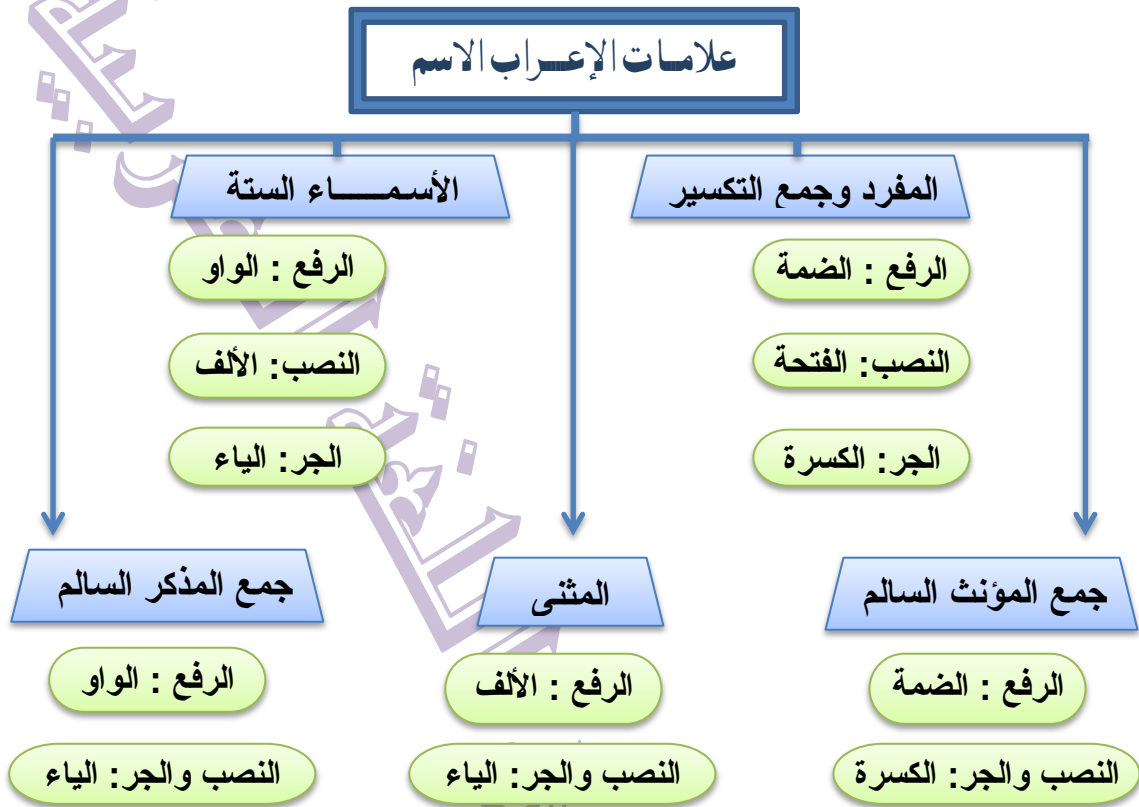 علامات الإعراب الاسم
المفرد وجمع التكسير
الرفع : الضمة
النصب: الفتحة
الجر: الكسرة
الأسمـــــاء الستة
الرفع : الواو
النصب: الألف
الجر: الياء
جمع المؤنث السالم
الرفع : الضمة
النصب والجر: الكسرة
المثنى
الرفع : الألف
النصب والجر: الياء
جمع المذكر السالم
الرفع : الواو
النصب والجر: الياء